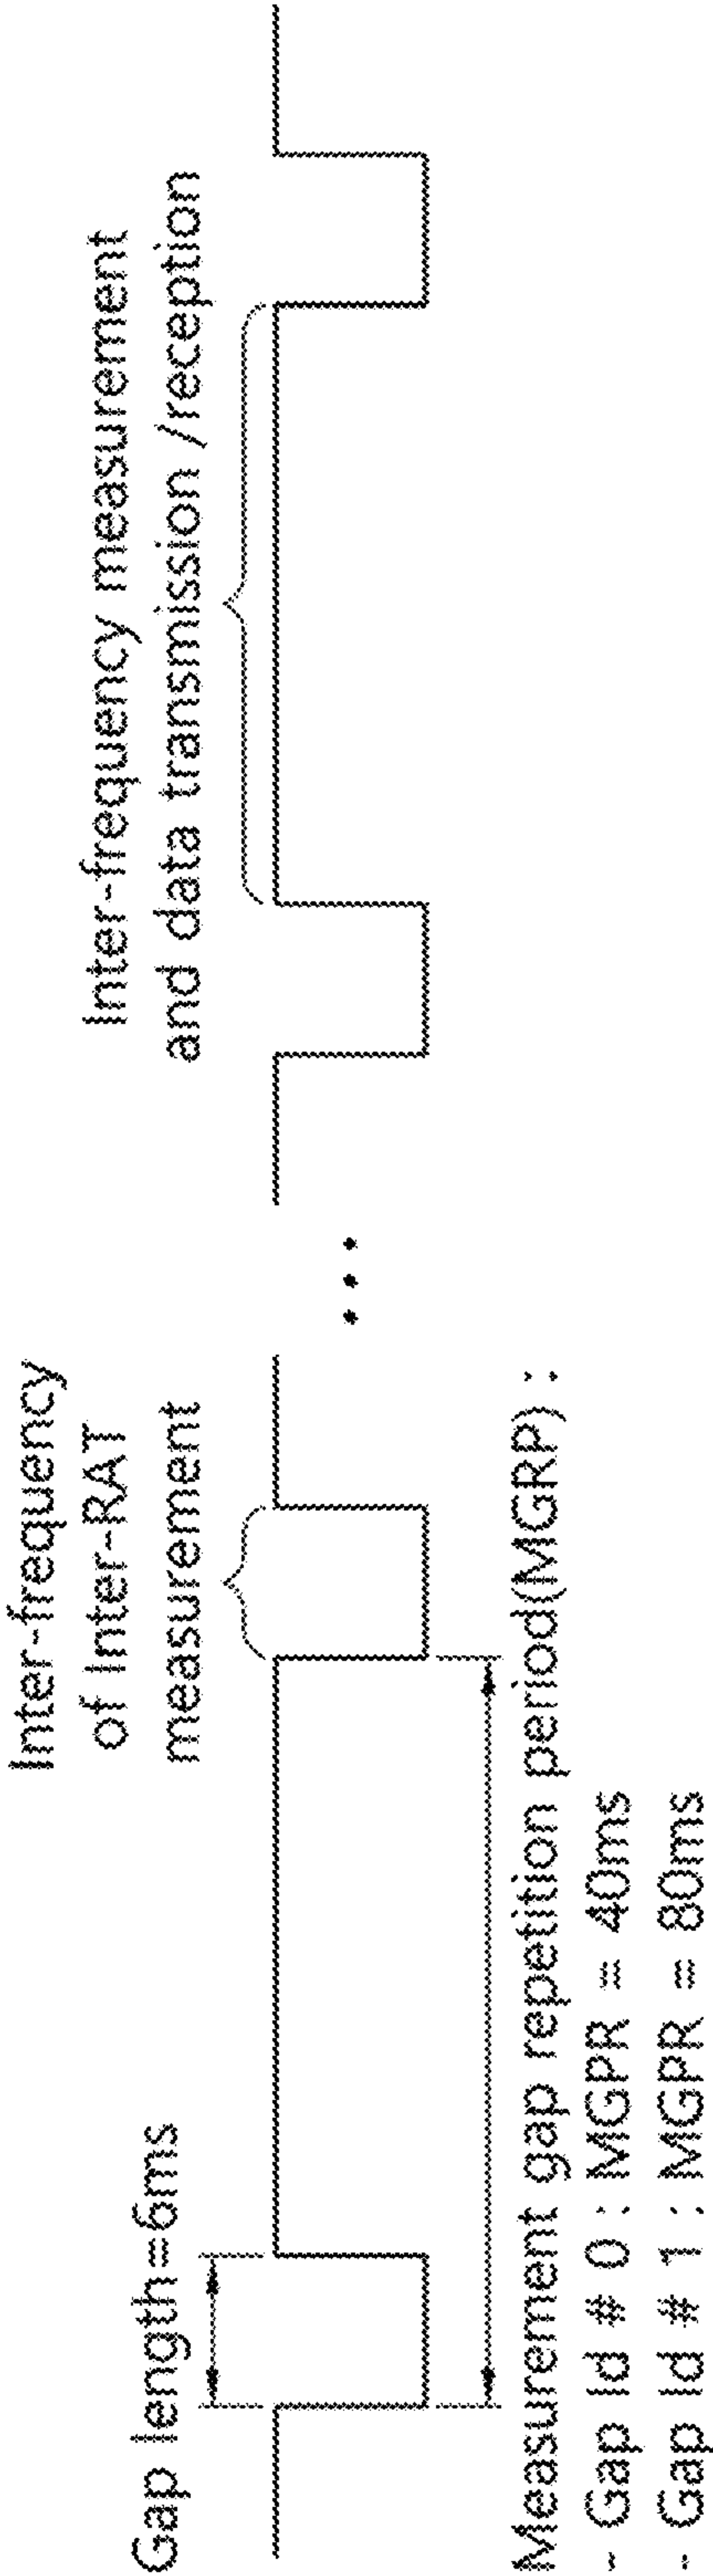 Gap length=6ms
Inter-frequency
of Inter-RAT
measurement
Inter-frequency measurement
and data transmission /reception
Measurement gap repetition period(MGRP) :
- Gap Id # 0 : MGPR = 40ms
- Gap Id # 1 : MGPR = 80ms